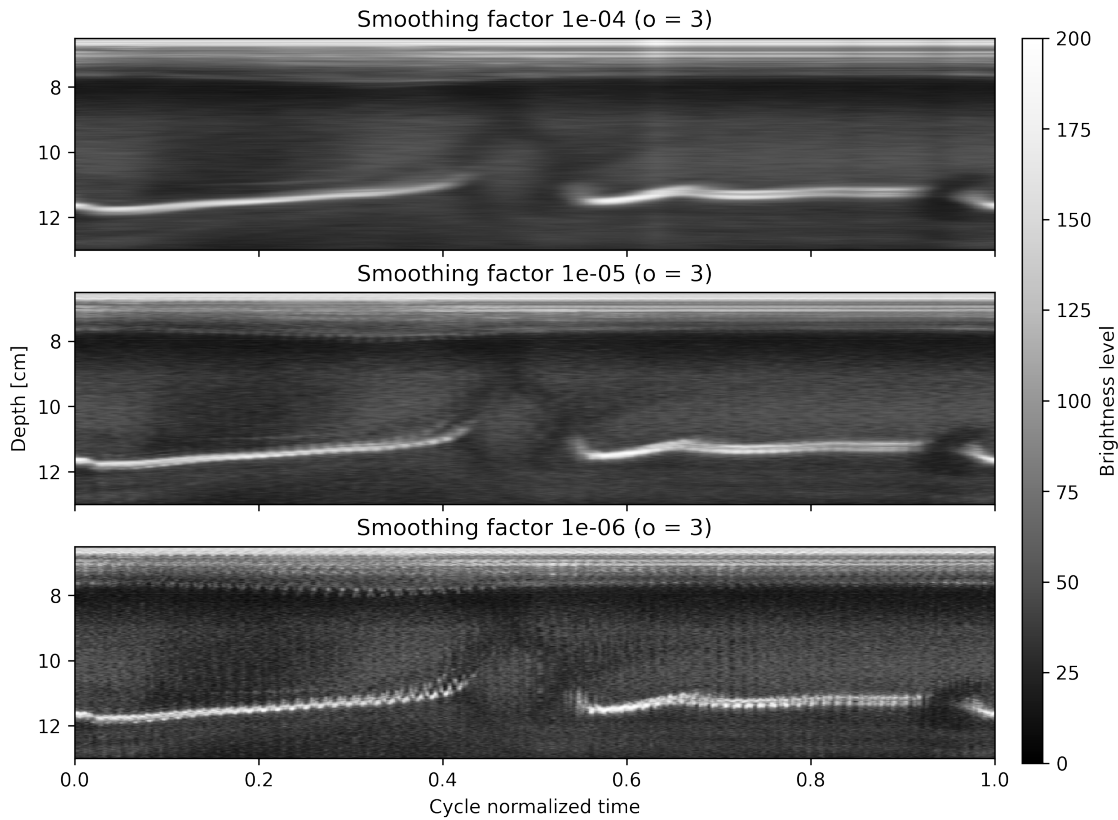 Smoothing factor 1e-04 (o = 3)
8
10
12
Smoothing factor 1e-05 (o = 3)
8
10
12
Depth [cm]
Smoothing factor 1e-06 (o = 3)
8
10
12
0.0 0.2 0.4 0.6 0.8 1.0
Cycle normalized time
200
175
150
125
100
75
50
25
0
Brightness level